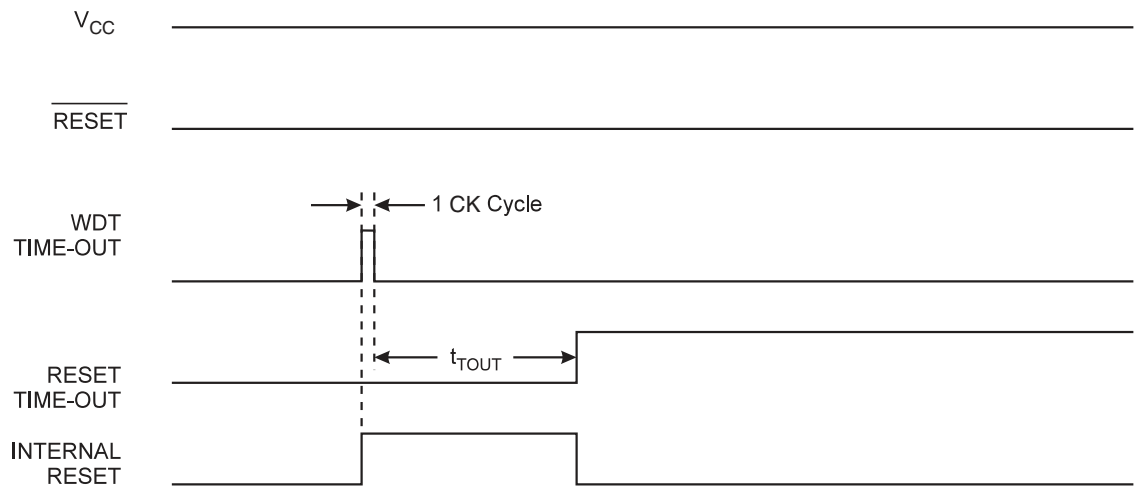 VCC
RESET
1 CK Cycle
WDT
TIME-OUT
tTOUT
RESET
TIME-OUT
INTERNAL
RESET